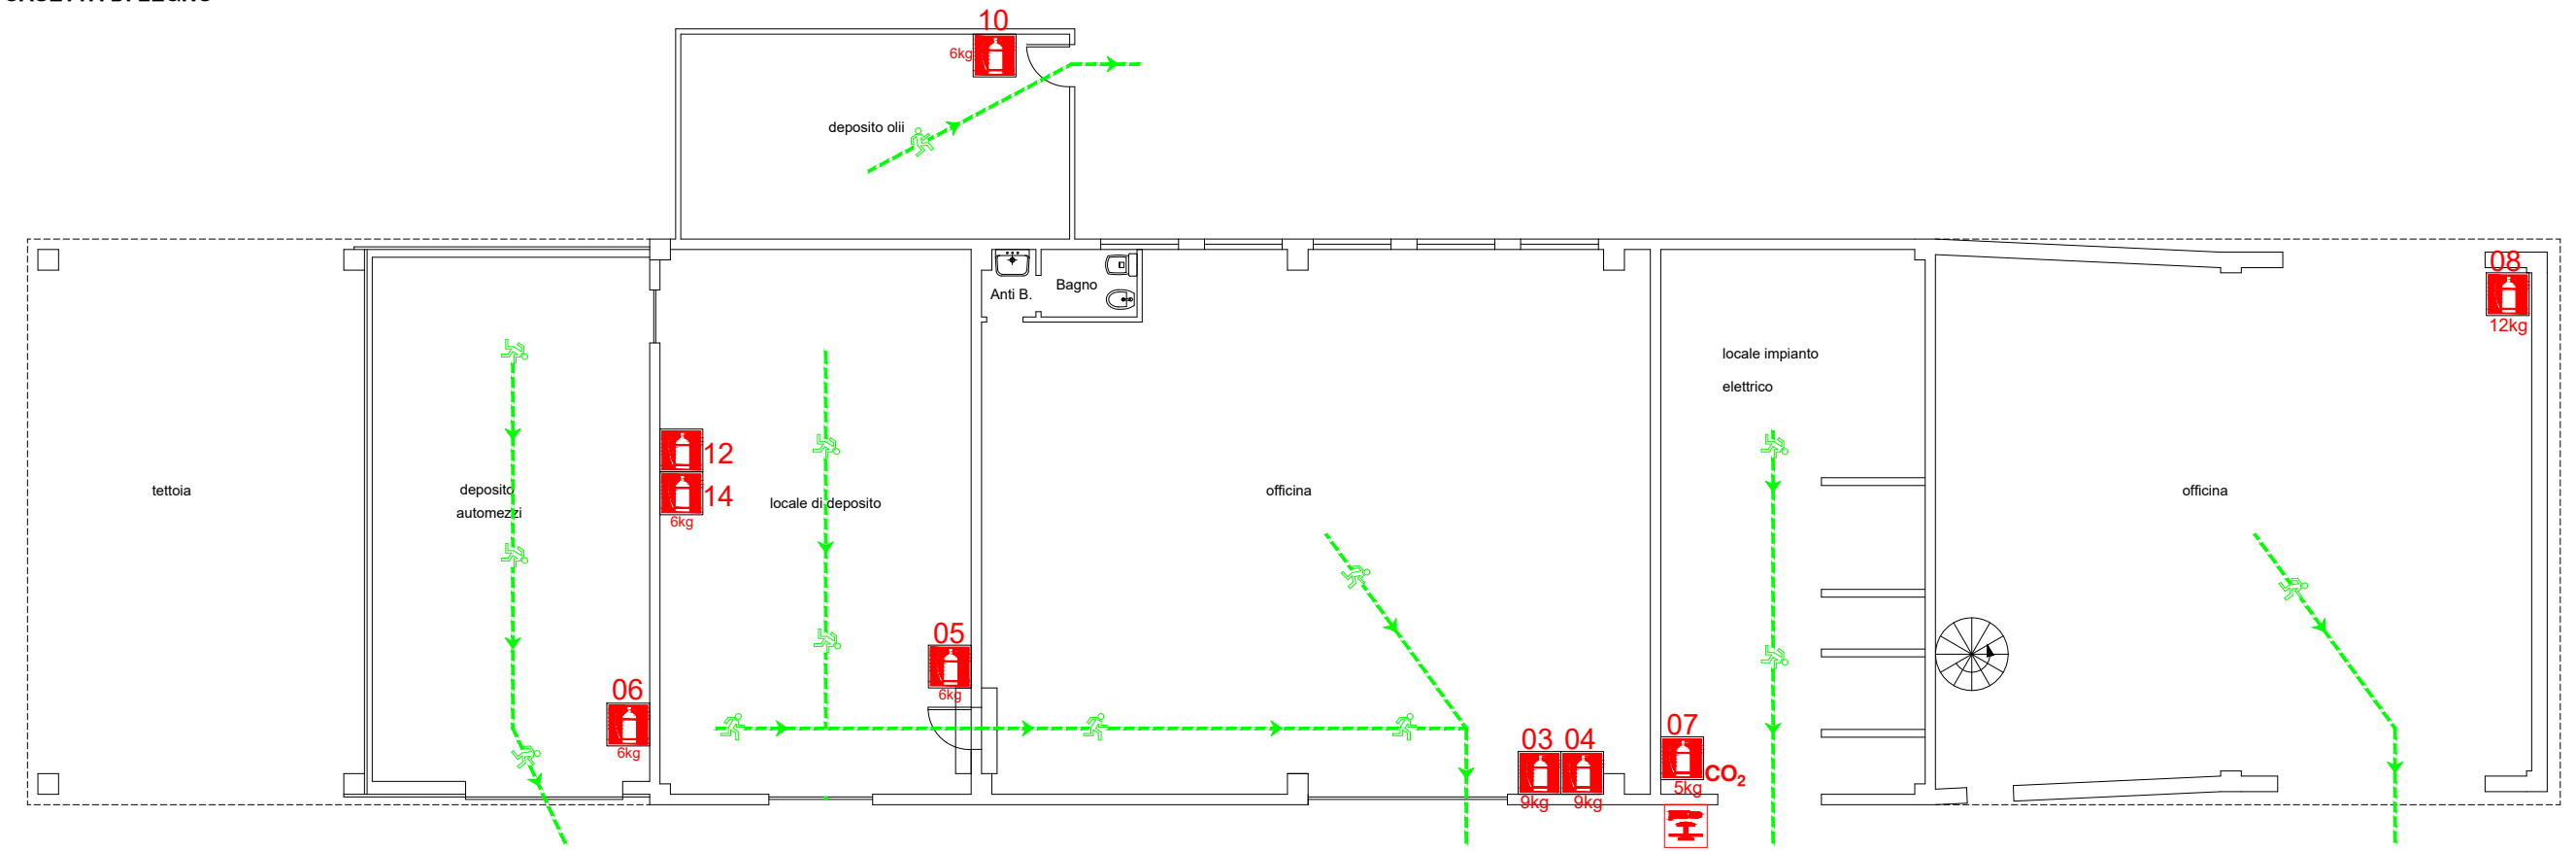 10
6kg
deposito olii
08
12kg
Anti B.
Bagno
locale impianto
elettrico
12
14
6kg
tettoia
deposito
automezzi
locale di deposito
officina
officina
05
6kg
06
6kg
03
04
9kg
9kg
07
CO₂
5kg